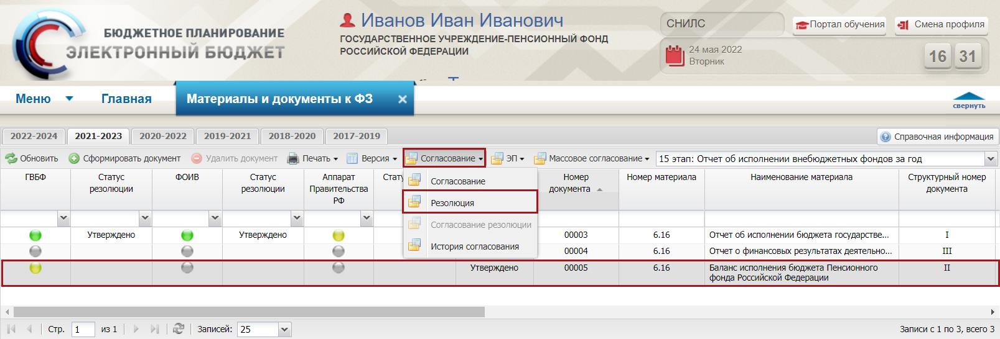 БЮДЖЕТНОЕ ПЛАНИРОВАНИЕ
ЭЛЕКТРОННЫЙ БЮДЖЕТ
Иванов Иван Иванович
ГОСУДАРСТВЕННОЕ УЧРЕЖДЕНИЕ-ПЕНСИОННЫЙ ФОНД
РОССИЙСКОЙ ФЕДЕРАЦИИ
СНИЛС
Портал обучения
Смена профиля
24 мая 2022
Вторник
16 31
Меню
Главная
Материалы и документы к ФЗ
свернуть
2022-2024 2021-2023 2020-2022 2019-2021 2018-2020 2017-2019
Справочная информация
Обновить Сформировать документ Удалить документ Печать Версия Согласование ЭП Массовое согласование 15 этап: Отчет об исполнении внебюджетных фондов за год
ГВБФ
Статус
резолюции
ФОИВ
Статус
резолюции
Аппарат
Правительства
РФ
Номер
документа
Номер материала
Наименование материала
Структурный номер
документа
Согласование
Резолюция
Согласование резолюции
История согласования
Утверждено Утверждено 00003 6.16 Отчет об исполнении бюджета государстве... I
00004 6.16 Отчет о финансовых результатах деятельно... III
Утверждено 00005 6.16 Баланс исполнения бюджета Пенсионного II
фонда Российской Федерации
Стр. 1 из 1 Записей: 25 Записи с 1 по 3, всего 3